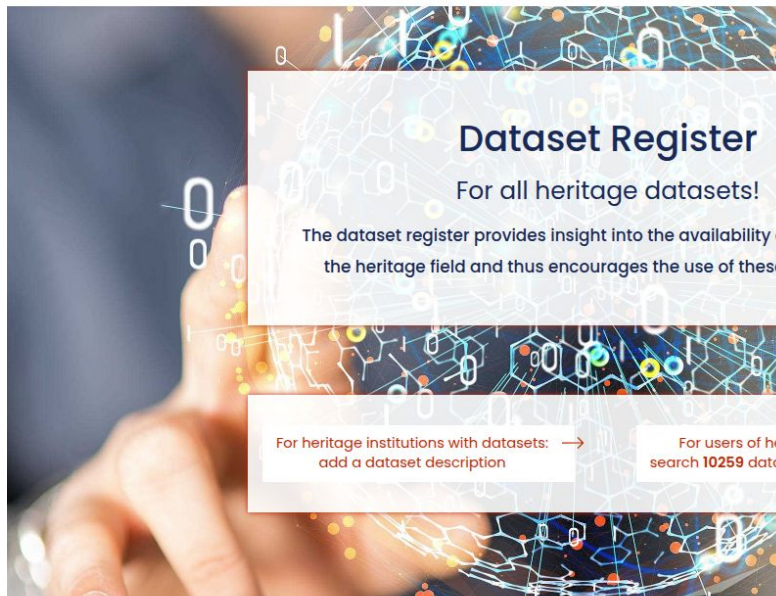 Dataset Register
For all heritage datasets!
The dataset register provides insight into the availability
the heritage field and thus encourages the use of these
For heritage institutions with datasets: →
add a dataset description
For users of he
search 10259 data